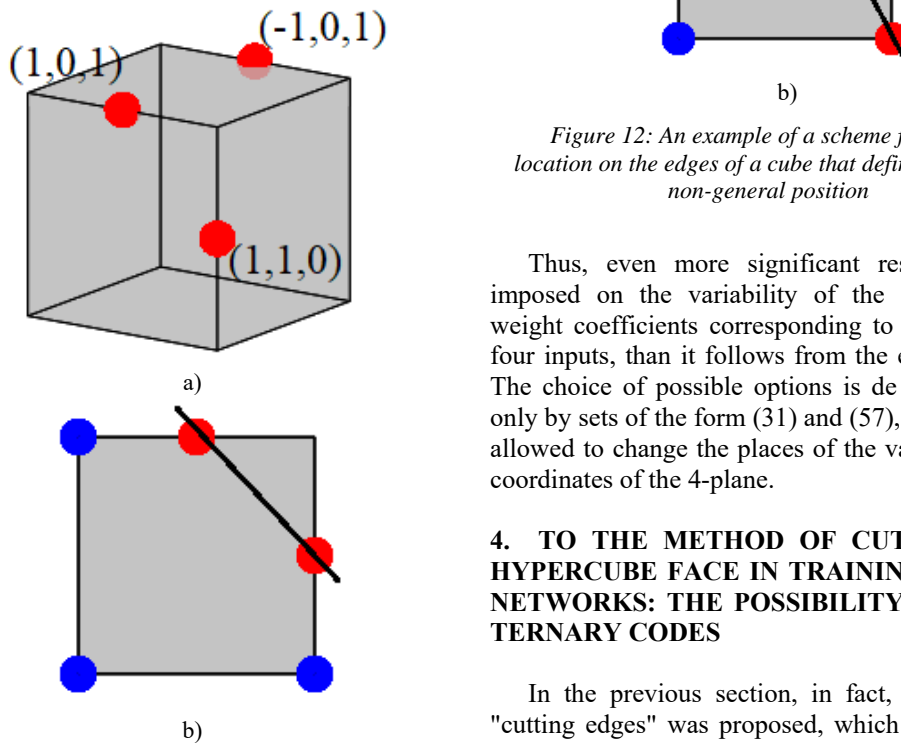 (-1,0,1)
(1,0,1)
(1,1,0)
a)
b)
b)
Figure 12: An example of a scheme f
location on the edges of a cube that defin
non-general position
Thus, even more significant res
imposed on the variability of the
weight coefficients corresponding to
four inputs, than it follows from the e
The choice of possible options is de
only by sets of the form (31) and (57),
allowed to change the places of the va
coordinates of the 4-plane.
4. TO THE METHOD OF CUT
HYPERCUBE FACE IN TRAININ
NETWORKS: THE POSSIBILITY
TERNARY CODES
In the previous section, in fact,
"cutting edges" was proposed, which